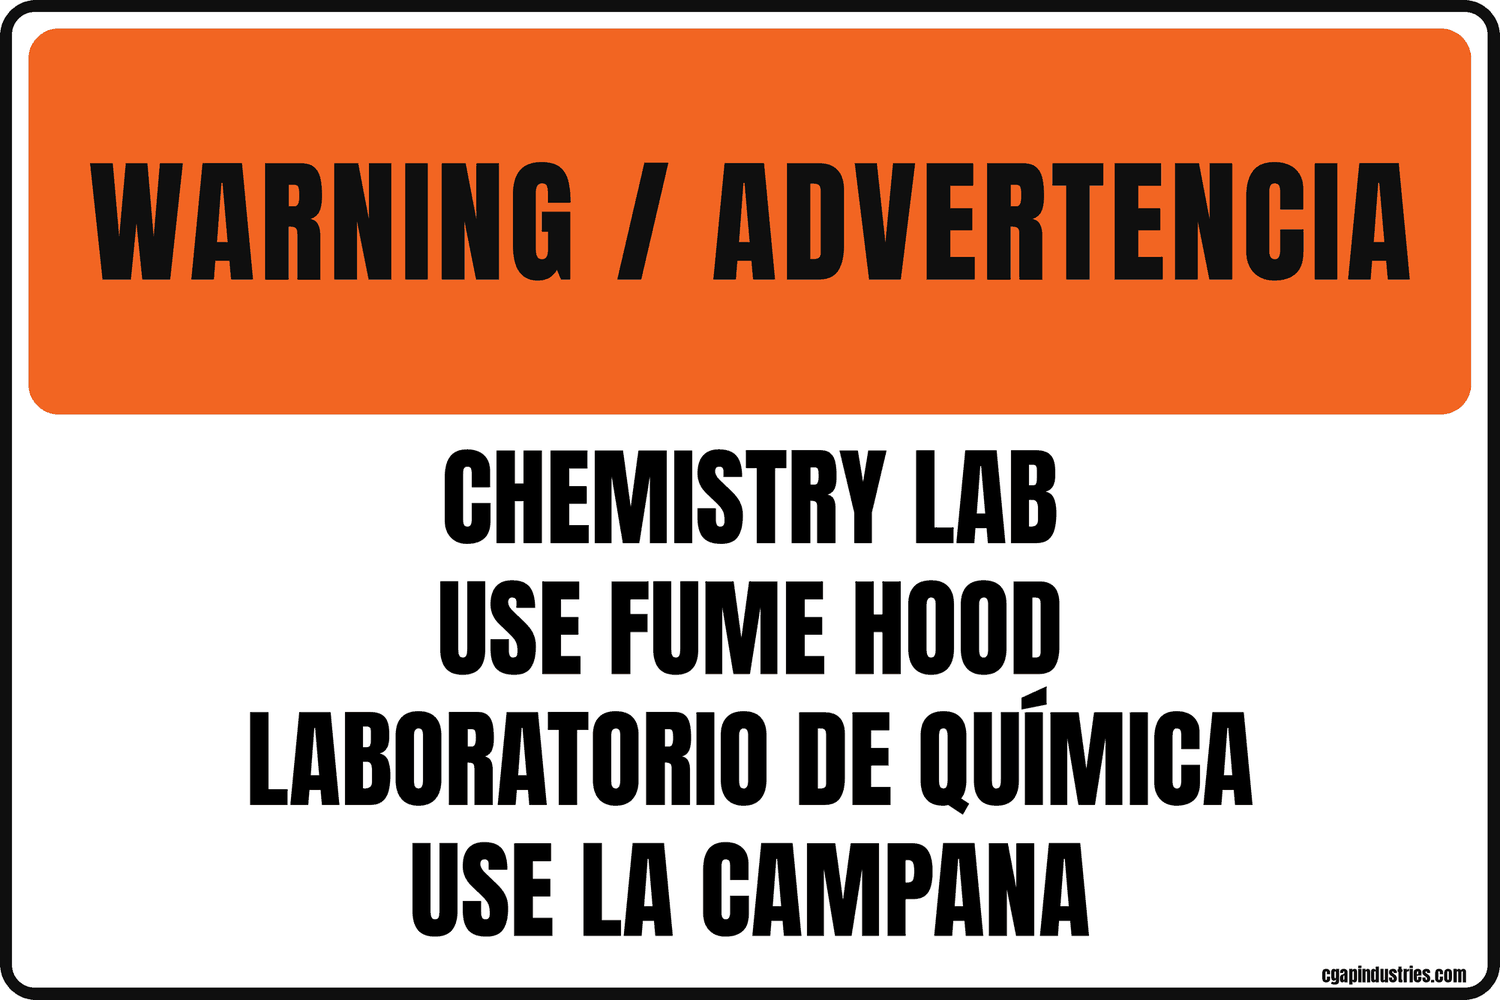 WARNING / ADVERTENCIA
CHEMISTRY LAB
USE FUME HOOD
LABORATORIO DE QUÍMICA
USE LA CAMPANA
cgapindustries.com